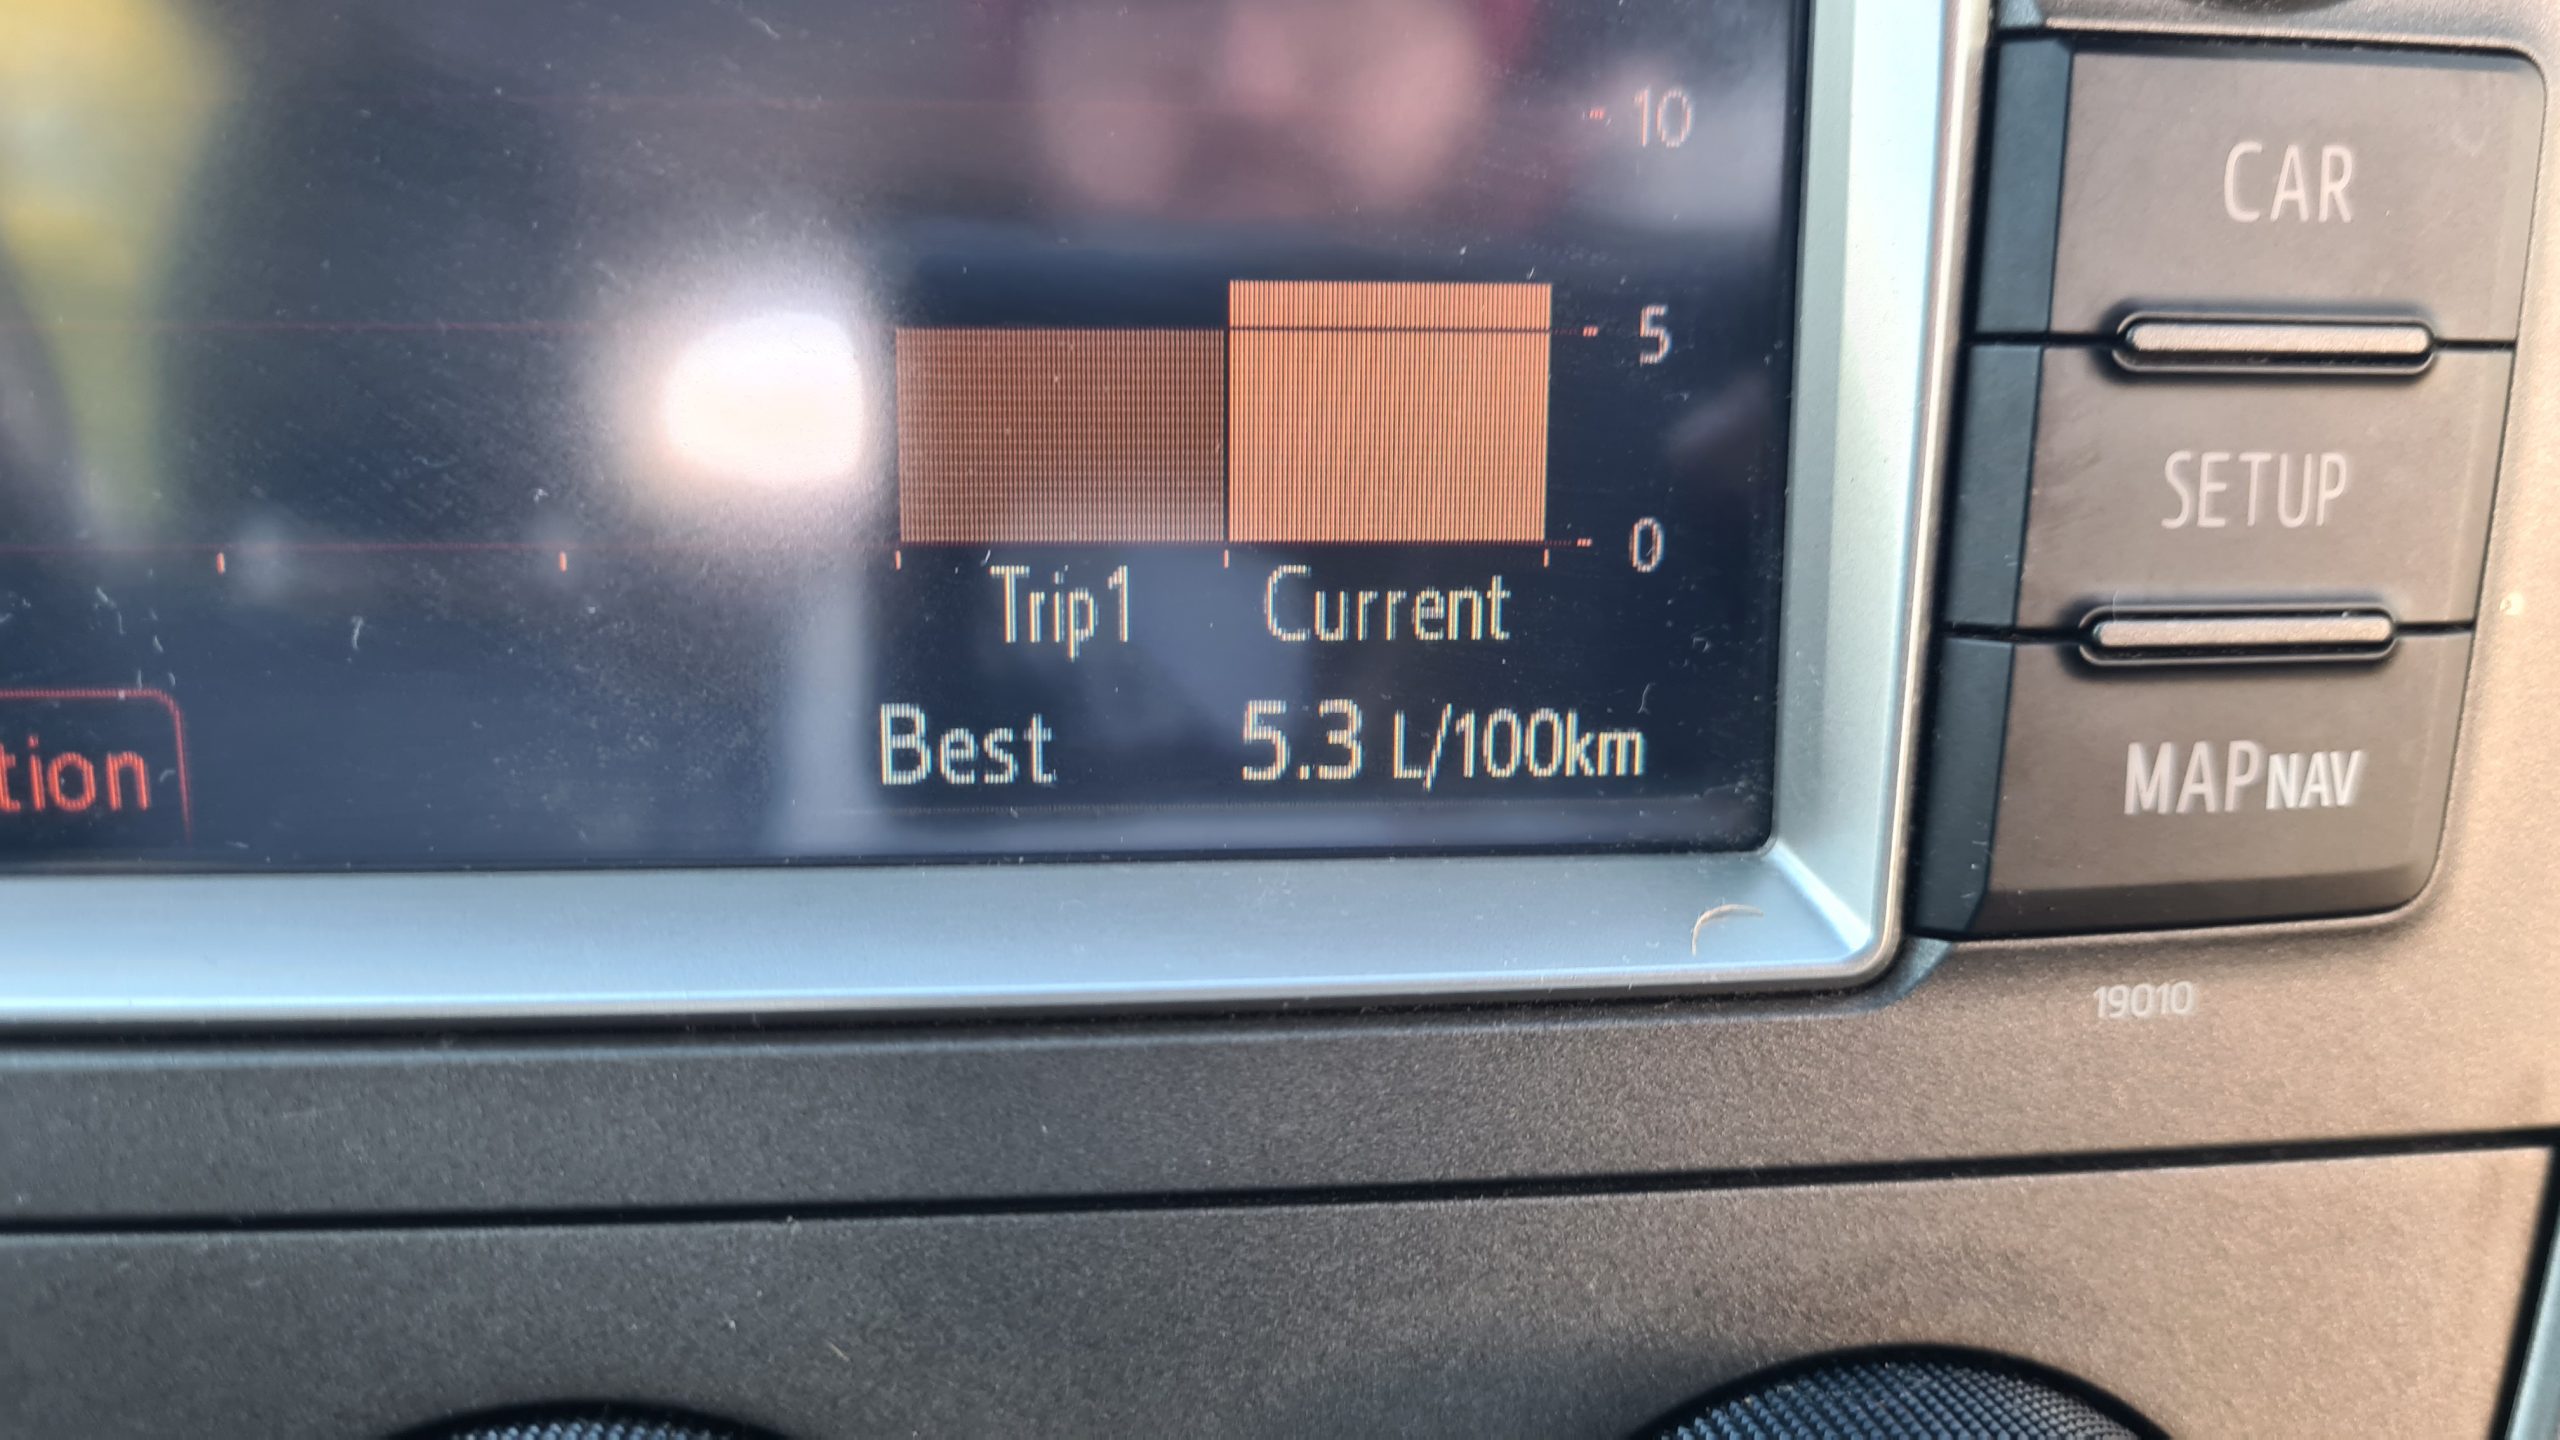 10
5
0
Trip1 Current
Best 5.3 L/100km
tion
CAR
SETUP
MAPNAV
19010